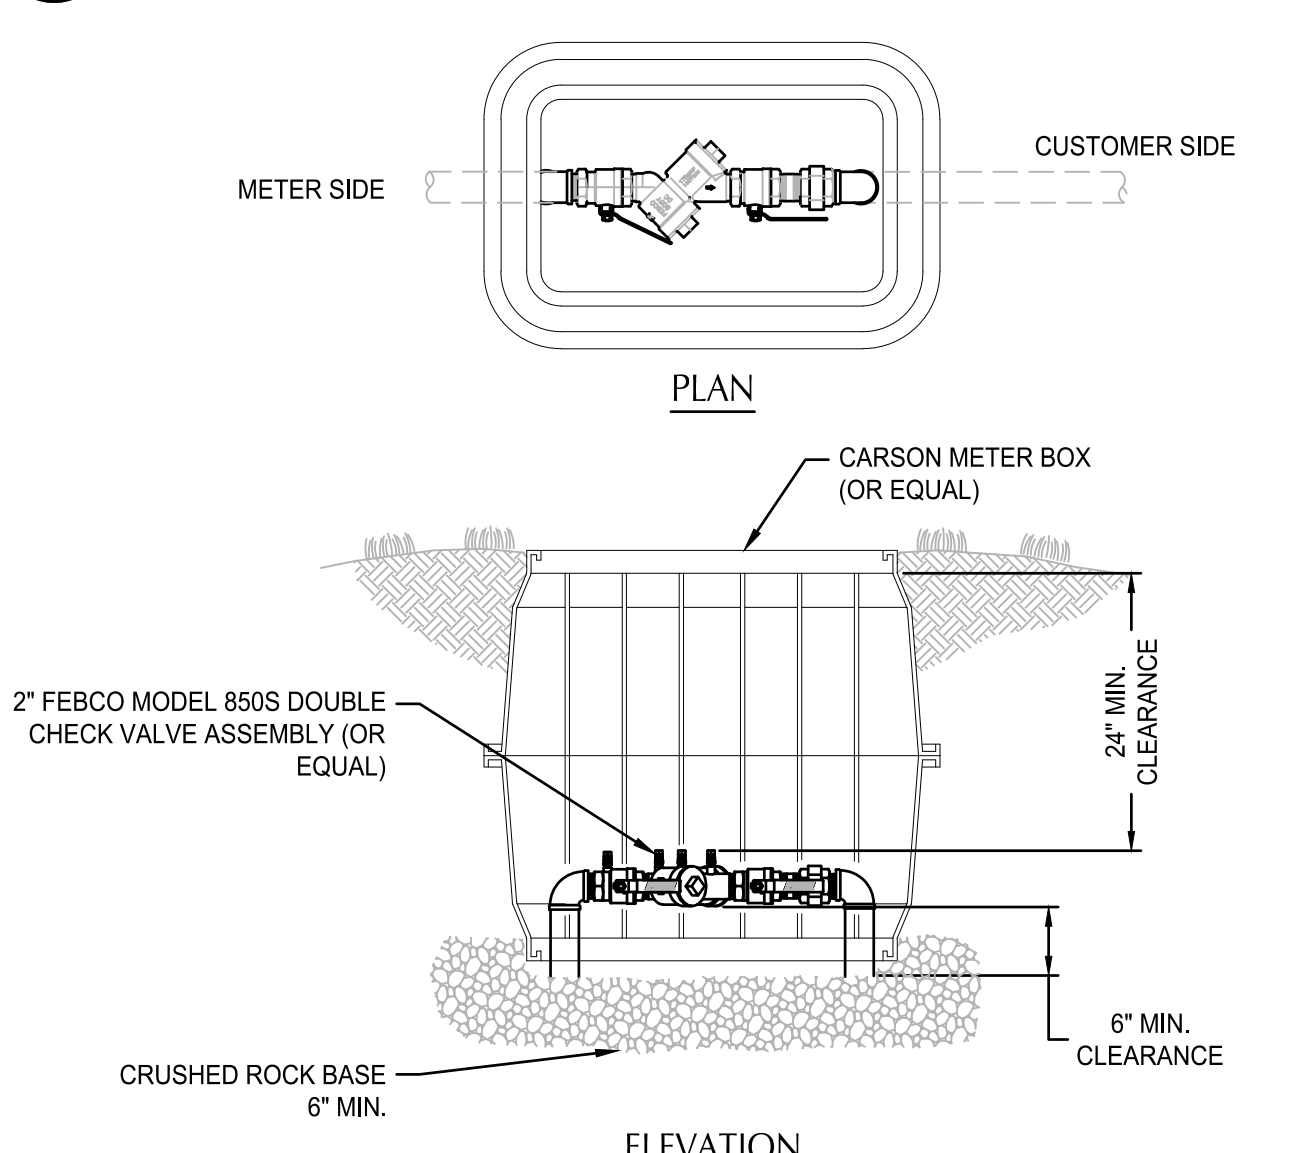 METER SIDE
CUSTOMER SIDE
PLAN
CARSON METER BOX
(OR EQUAL)
2" FEBCO MODEL 850S DOUBLE
CHECK VALVE ASSEMBLY (OR
EQUAL)
24" MIN.
CLEARANCE
6" MIN.
CLEARANCE
CRUSHED ROCK BASE
6" MIN.
ELEVATION